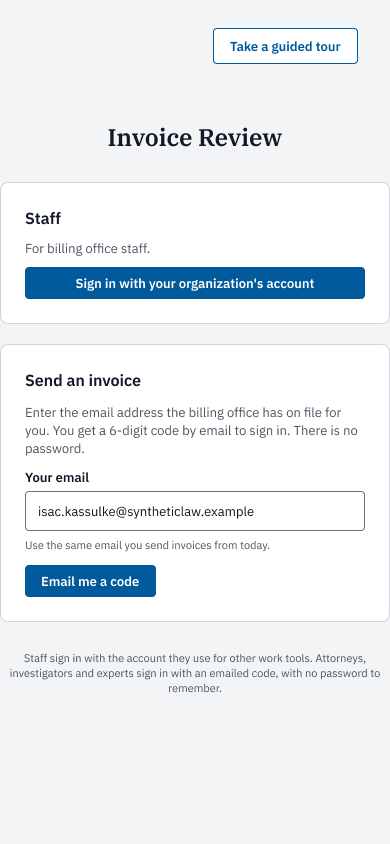 Take a guided tour
Invoice Review
Staff
For billing office staff.
Sign in with your organization's account
Send an invoice
Enter the email address the billing office has on file for
you. You get a 6-digit code by email to sign in. There is no
password.
Your email
isac.kassulke@syntheticlaw.example
Use the same email you send invoices from today.
Email me a code
Staff sign in with the account they use for other work tools. Attorneys,
investigators and experts sign in with an emailed code, with no password to
remember.